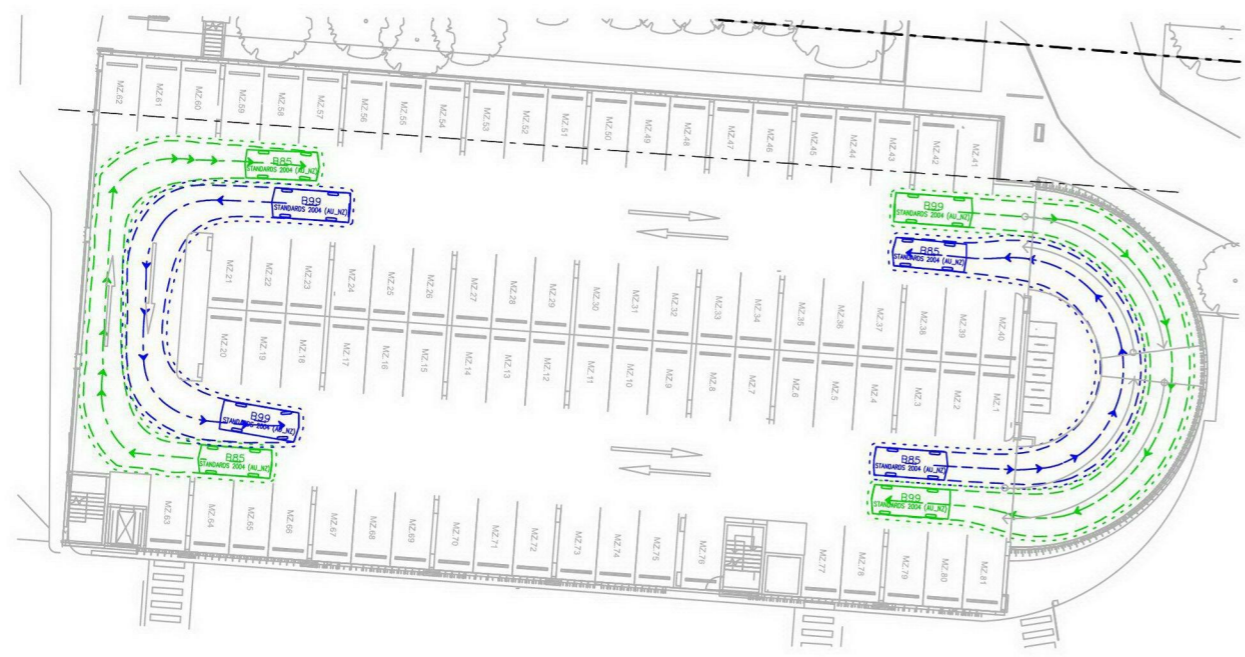 MZ.62
MZ.61
MZ.60
MZ.59
MZ.58
MZ.57
MZ.56
MZ.55
MZ.54
MZ.53
MZ.52
MZ.51
MZ.50
MZ.49
MZ.48
MZ.47
MZ.46
MZ.45
MZ.44
MZ.43
MZ.42
MZ.41
B85
STANDARDS 2004 (AU_NZ)
B99
STANDARDS 2004 (AU_NZ)
B99
STANDARDS 2004 (AU_NZ)
B85
STANDARDS 2004 (AU_NZ)
MZ.21
MZ.22
MZ.23
MZ.24
MZ.25
MZ.26
MZ.27
MZ.28
MZ.29
MZ.30
MZ.31
MZ.32
MZ.33
MZ.34
MZ.35
MZ.36
MZ.37
MZ.38
MZ.39
MZ.40
MZ.20
MZ.19
MZ.18
MZ.17
MZ.16
MZ.15
MZ.14
MZ.13
MZ.12
MZ.11
MZ.10
MZ.9
MZ.8
MZ.7
MZ.6
MZ.5
MZ.4
MZ.3
MZ.2
MZ.1
B99
STANDARDS 2004 (AU_NZ)
B85
STANDARDS 2004 (AU_NZ)
B85
STANDARDS 2004 (AU_NZ)
B99
STANDARDS 2004 (AU_NZ)
MZ.63
MZ.64
MZ.65
MZ.66
MZ.67
MZ.68
MZ.69
MZ.70
MZ.71
MZ.72
MZ.73
MZ.74
MZ.75
MZ.76
MZ.77
MZ.78
MZ.79
MZ.80
MZ.81